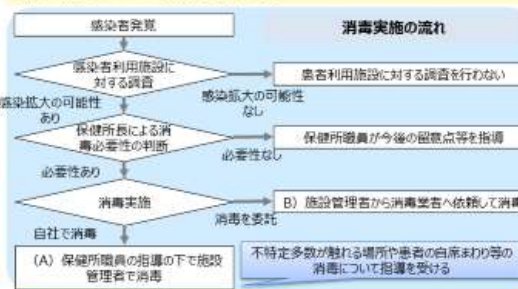 感染者発覚
消毒実施の流れ
感染者利用施設に
対する調査
患者利用施設に対する調査を行わない
感染拡大の可能性
あり
感染拡大の可能性
なし
保健所長による消
毒必要性の判断
保健所職員が今後の留意点等を指導
必要性なし
必要性あり
消毒実施
B）施設管理者から消毒業者へ依頼して消毒
消毒を委託
自社で消毒
（A）保健所職員の指導の下で施設
管理者で消毒
不特定多数が触れる場所や患者の自席まわり等の
消毒について指導を受ける